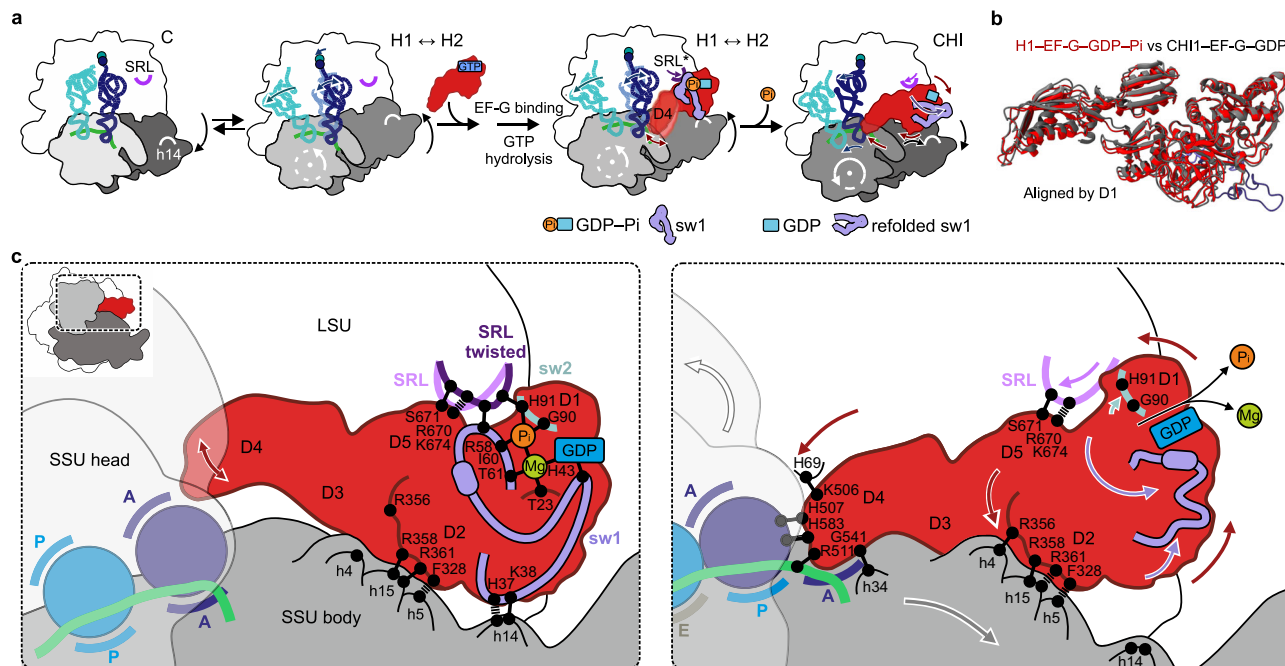 a
C
SRL
h14
H1 ↔ H2
GTP
EF-G binding
GTP
hydrolysis
H1 ↔ H2
SRL*
Pi
D4
Pi
CHI
Pi GDP–Pi
sw1
GDP
refolded sw1
b
H1–EF-G–GDP–Pi vs CHI1–EF-G-GDP
Aligned by D1
c
LSU
SRL
twisted
SRL
sw2
H91 D1
G90
S671
R670
K674
D5
R58
I60
T61
Pi
Mg
GDP
H43
T23
SSU head
D4
D3
R356
D2
R358
R361
F328
sw1
K38
H37
A
P
h4
h15
h5
h14
SSU body
A
P
SRL
H91 D1
G90
Pi
Mg
GDP
S671
R670
K674
D5
H69
K506
D4
H507
H583
G541
R511
D3
R356
D2
R358
R361
F328
A
P
A
h34
E
h4
h15
h5
h14